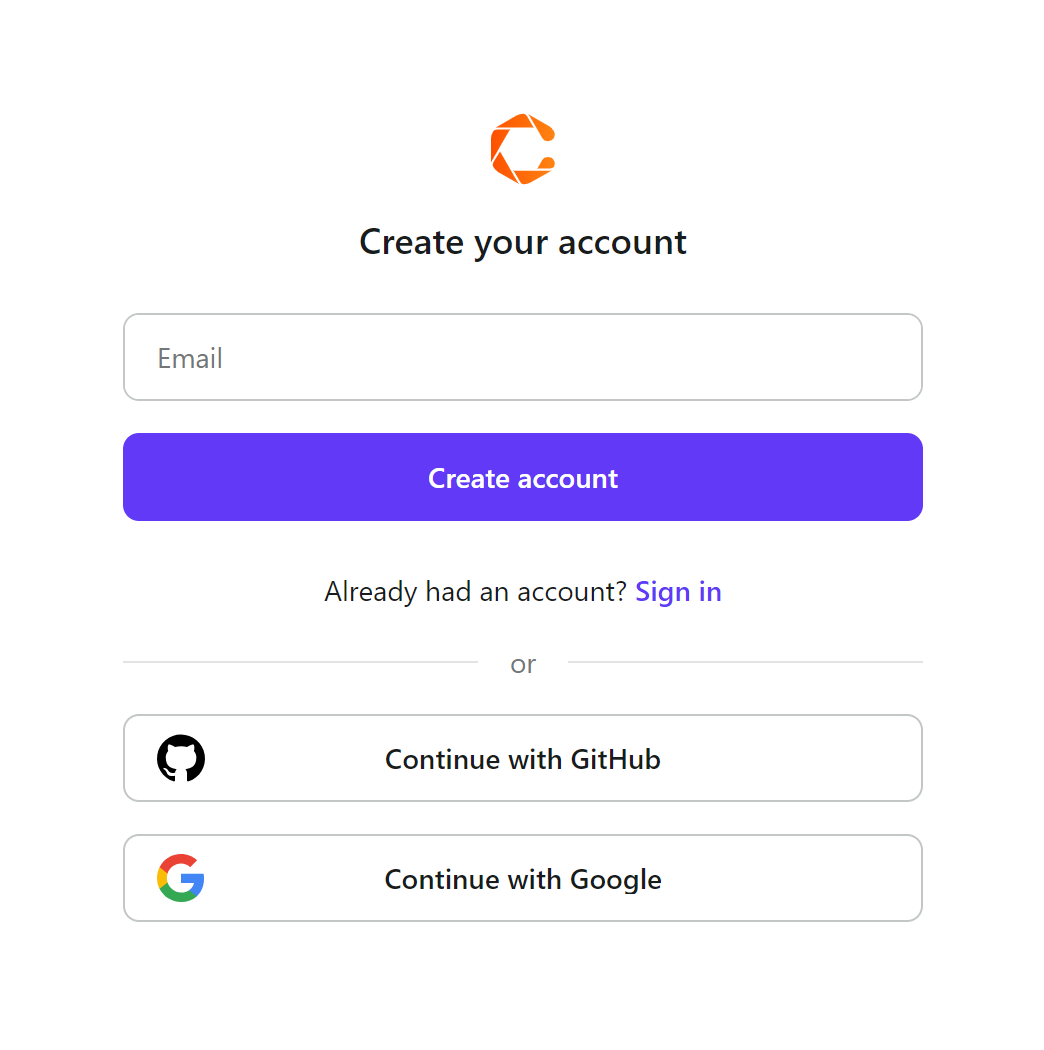 Create your account
Email
Create account
Already had an account? Sign in
or
Continue with GitHub
Continue with Google